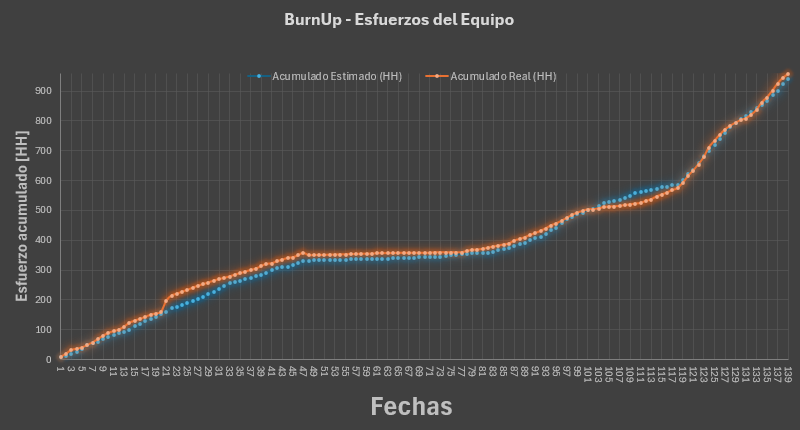 BurnUp - Esfuerzos del Equipo
Acumulado Estimado (HH) Acumulado Real (HH)
Esfuerzo acumulado [HH]
900
800
700
600
500
400
300
200
100
0
1 3 5 7 9 11 13 15 17 19 21 23 25 27 29 31 33 35 37 39 41 43 45 47 49 51 53 55 57 59 61 63 65 67 69 71 73 75 77 79 81 83 85 87 89 91 93 95 97 99 101 103 105 107 109 111 113 115 117 119 121 123 125 127 129 131 133 135 137 139
Fechas